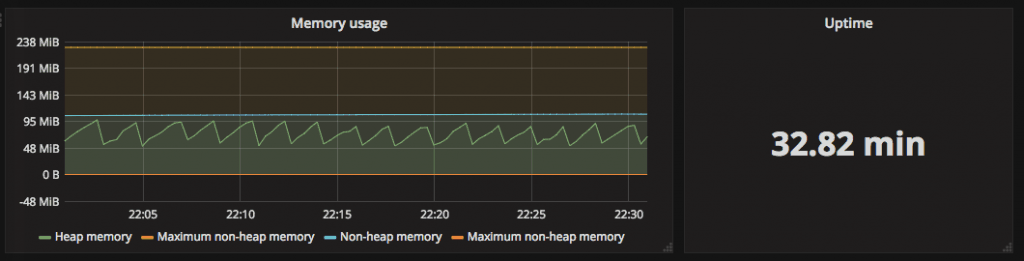 Memory usage
238 MiB
191 MiB
143 MiB
95 MiB
48 MiB
0 B
-48 MiB
22:05 22:10 22:15 22:20 22:25 22:30
Heap memory Maximum non-heap memory Non-heap memory Maximum non-heap memory
Uptime
32.82 min